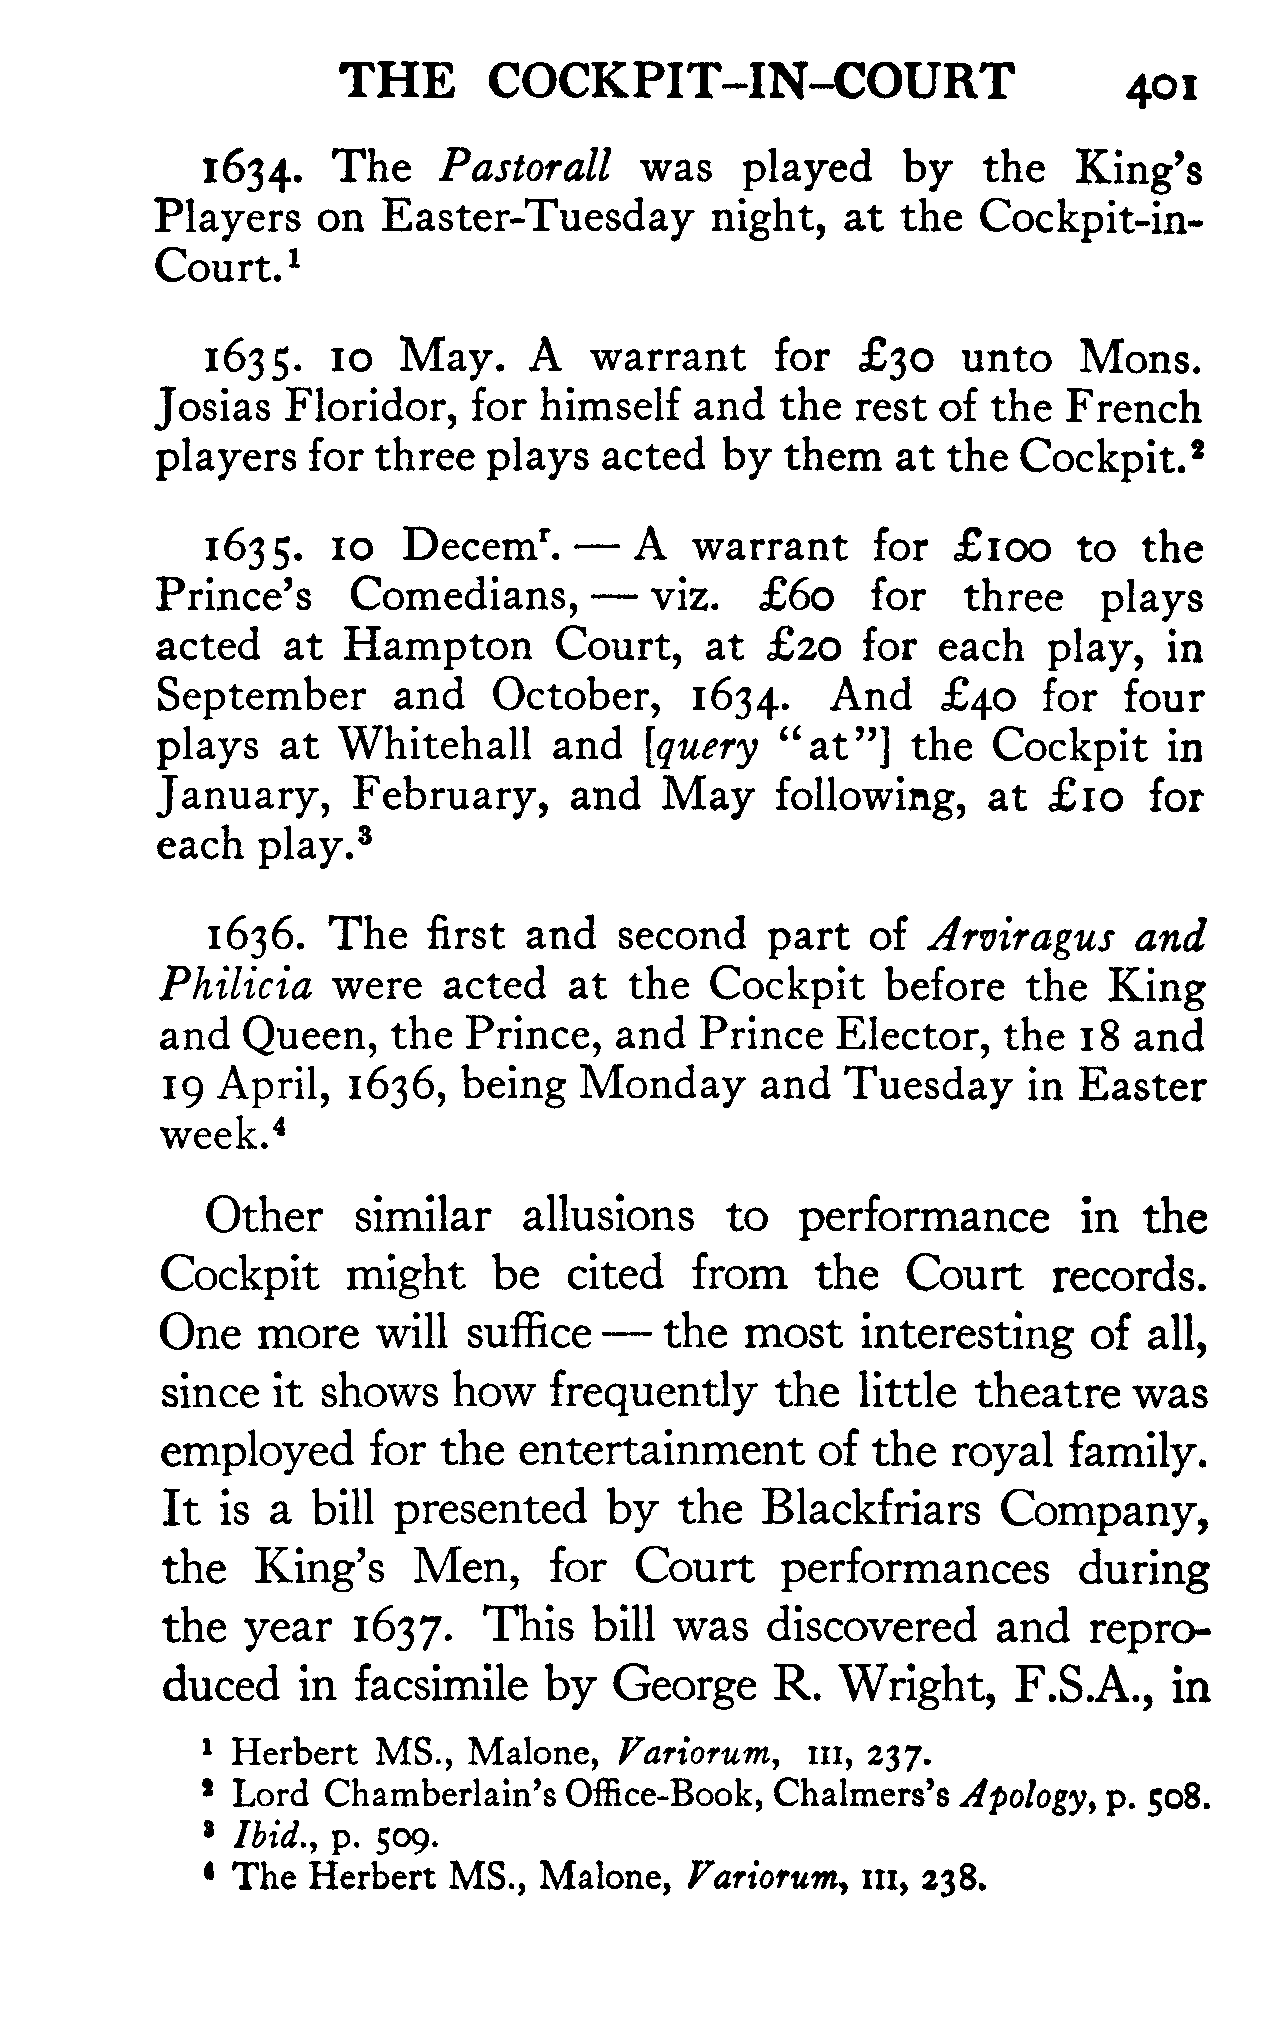 THE COCKPIT-IN-COURT 401
1634. The Pastorall was played by the King's
Players on Easter-Tuesday night, at the Cockpit-in-
Court.¹
1635. 10 May. A warrant for £30 unto Mons.
Josias Floridor, for himself and the rest of the French
players for three plays acted by them at the Cockpit.²
1635. 10 Decemʳ. — A warrant for £100 to the
Prince's Comedians, — viz. £60 for three plays
acted at Hampton Court, at £20 for each play, in
September and October, 1634. And £40 for four
plays at Whitehall and [query "at"] the Cockpit in
January, February, and May following, at £10 for
each play.³
1636. The first and second part of Arviragus and
Philicia were acted at the Cockpit before the King
and Queen, the Prince, and Prince Elector, the 18 and
19 April, 1636, being Monday and Tuesday in Easter
week.⁴
Other similar allusions to performance in the
Cockpit might be cited from the Court records.
One more will suffice — the most interesting of all,
since it shows how frequently the little theatre was
employed for the entertainment of the royal family.
It is a bill presented by the Blackfriars Company,
the King's Men, for Court performances during
the year 1637. This bill was discovered and repro-
duced in facsimile by George R. Wright, F.S.A., in
¹ Herbert MS., Malone, Variorum, III, 237.
² Lord Chamberlain's Office-Book, Chalmers's Apology, p. 508.
³ Ibid., p. 509.
⁴ The Herbert MS., Malone, Variorum, III, 238.